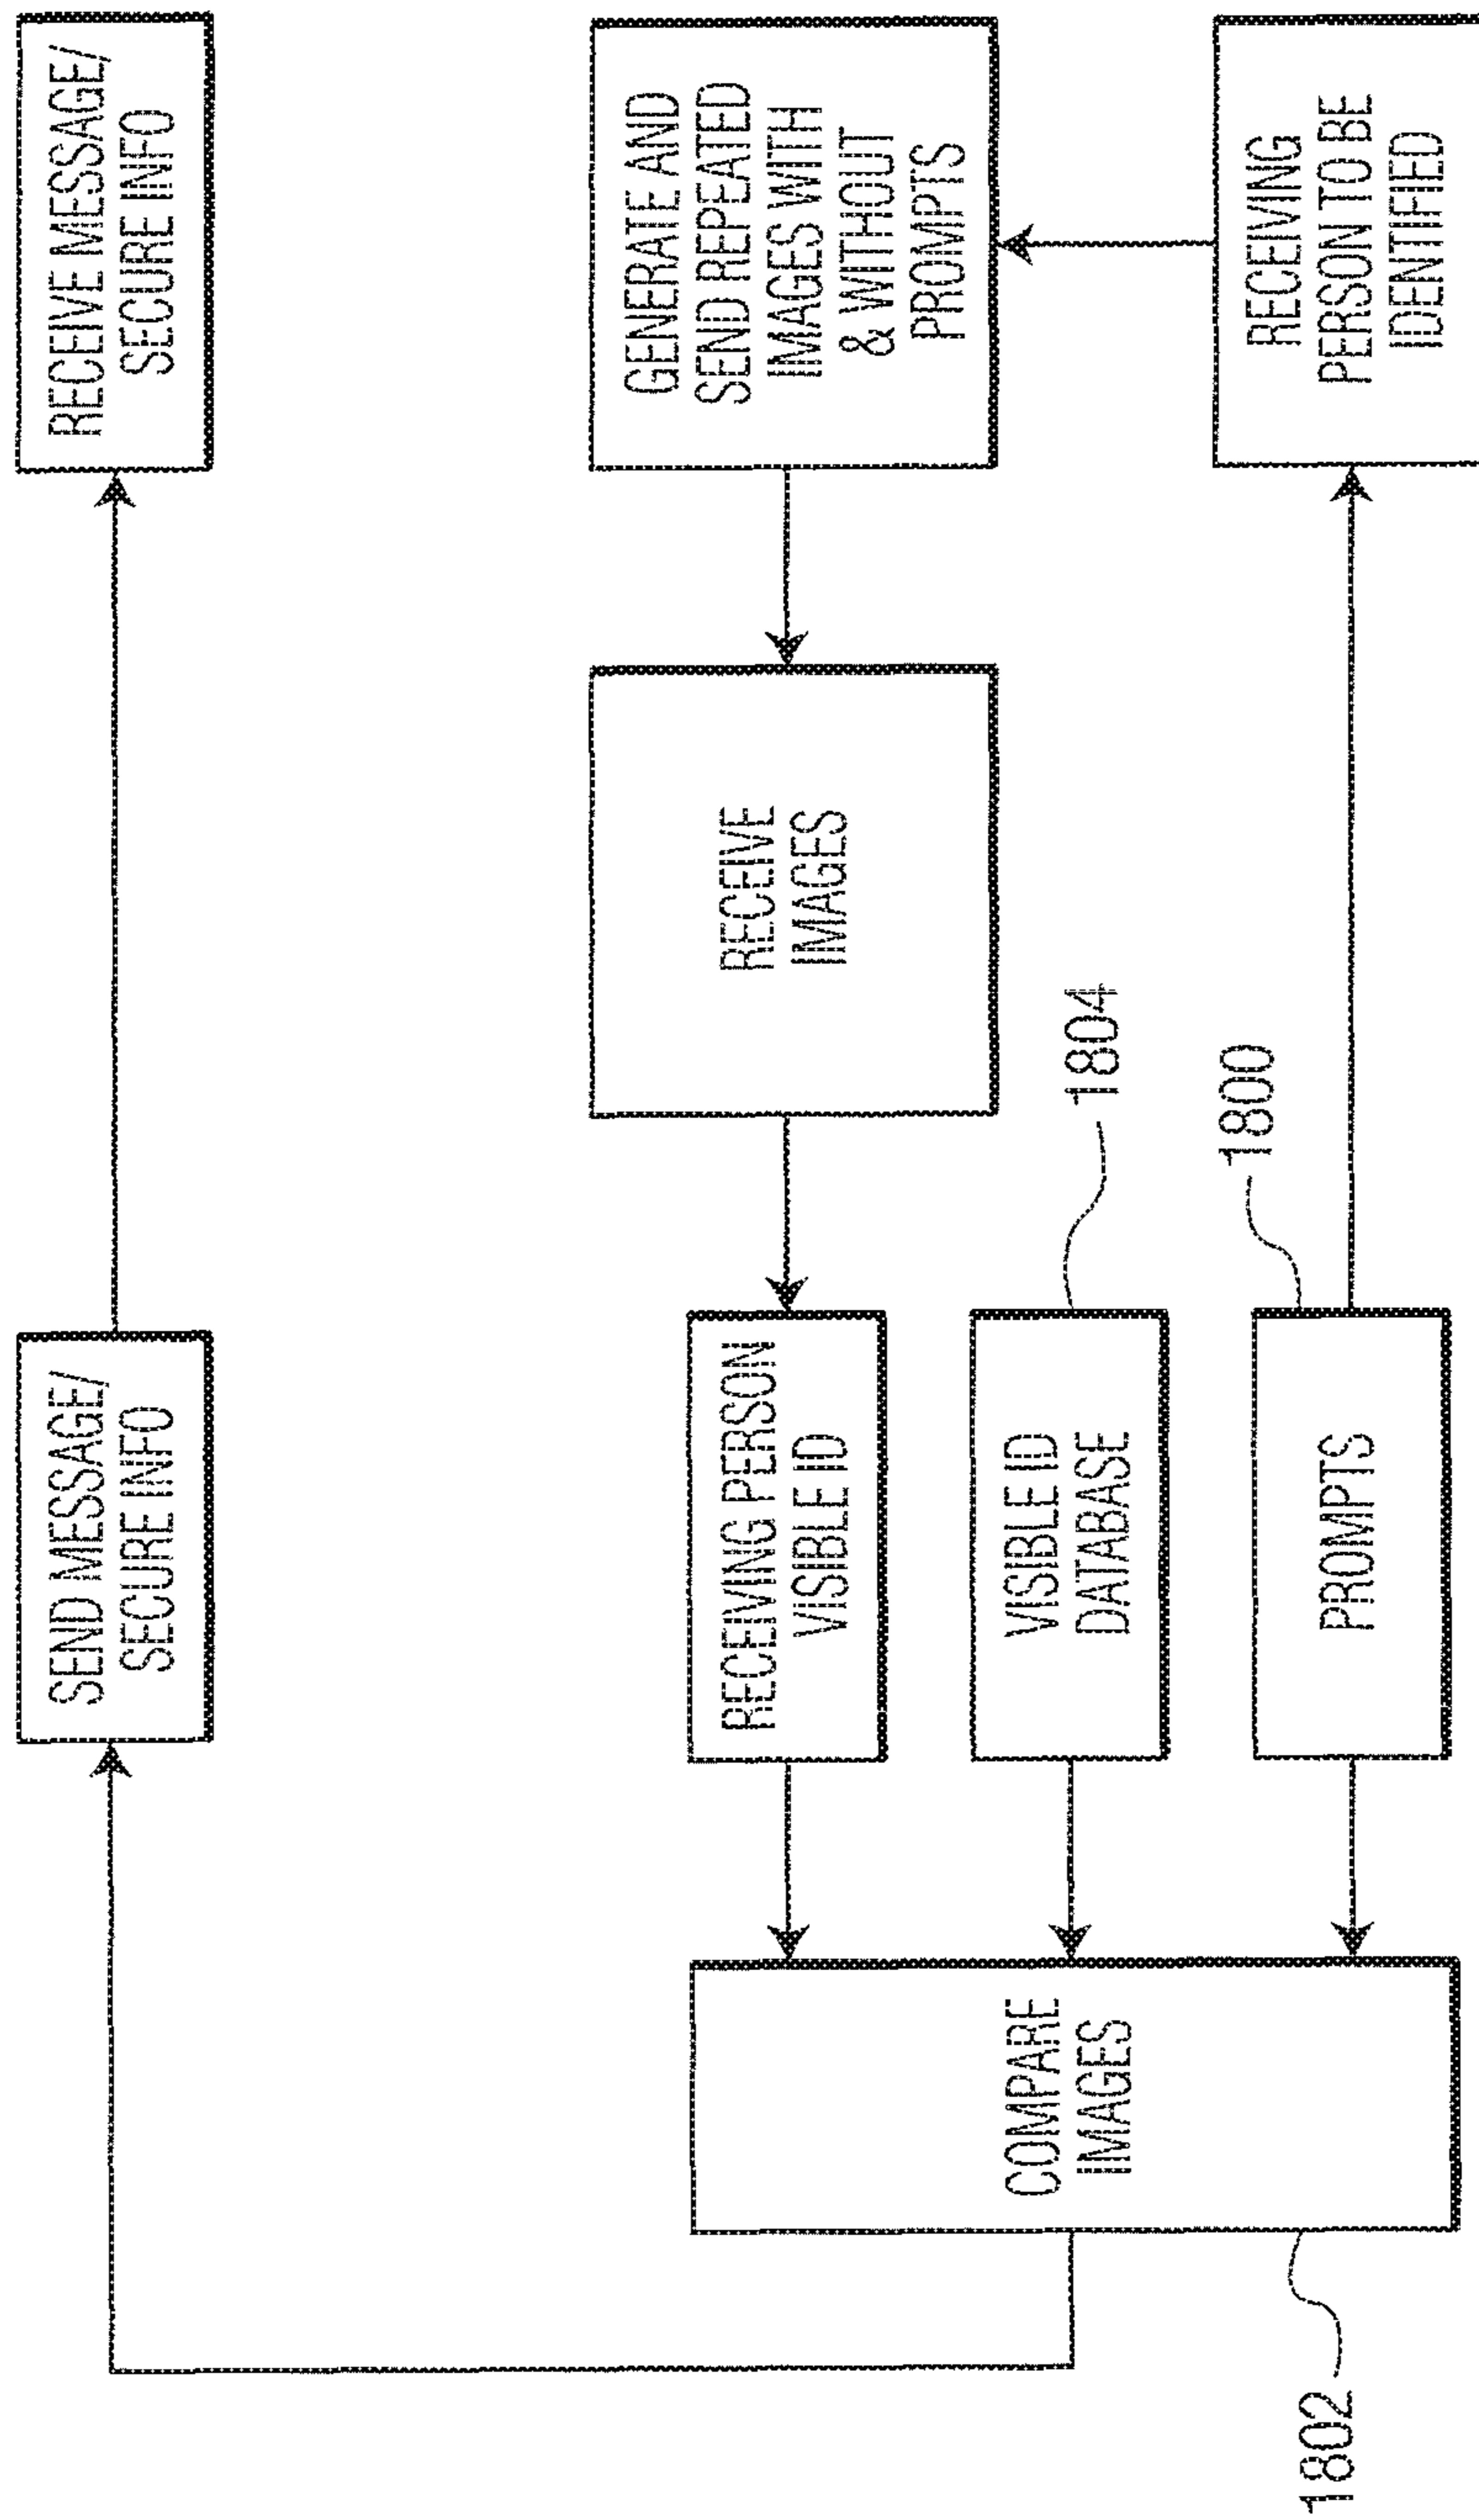 RECEIVE MESSAGE/
SECURE INFO
SEND MESSAGE/
SECURE INFO
GENERATE AND
SEND REPEATED
IMAGES WITH
& WITHOUT
PROMPTS
RECEIVE
IMAGES
RECEIVING PERSON
VISIBLE ID
1804
VISIBLE ID
DATABASE
1800
PROMPTS
RECEIVING
PERSON TO BE
IDENTIFIED
COMPARE
IMAGES
1802